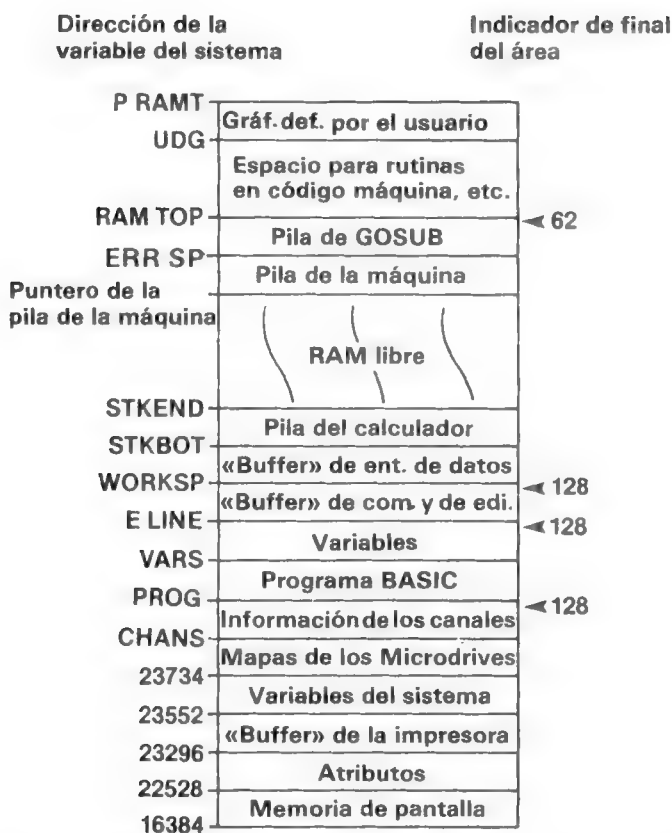 Dirección de la
variable del sistema
Indicador de final
del área
P RAMT
Gráf. def. por el usuario
UDG
Espacio para rutinas
en código máquina, etc.
RAM TOP
62
Pila de GOSUB
ERR SP
Pila de la máquina
Puntero de la
pila de la máquina
RAM libre
STKEND
Pila del calculador
STKBOT
«Buffer» de ent. de datos
WORKSP
128
«Buffer» de com. y de edi.
E LINE
128
Variables
VARS
Programa BASIC
PROG
128
Información de los canales
CHANS
Mapas de los Microdrives
23734
Variables del sistema
23552
«Buffer» de la impresora
23296
Atributos
22528
Memoria de pantalla
16384